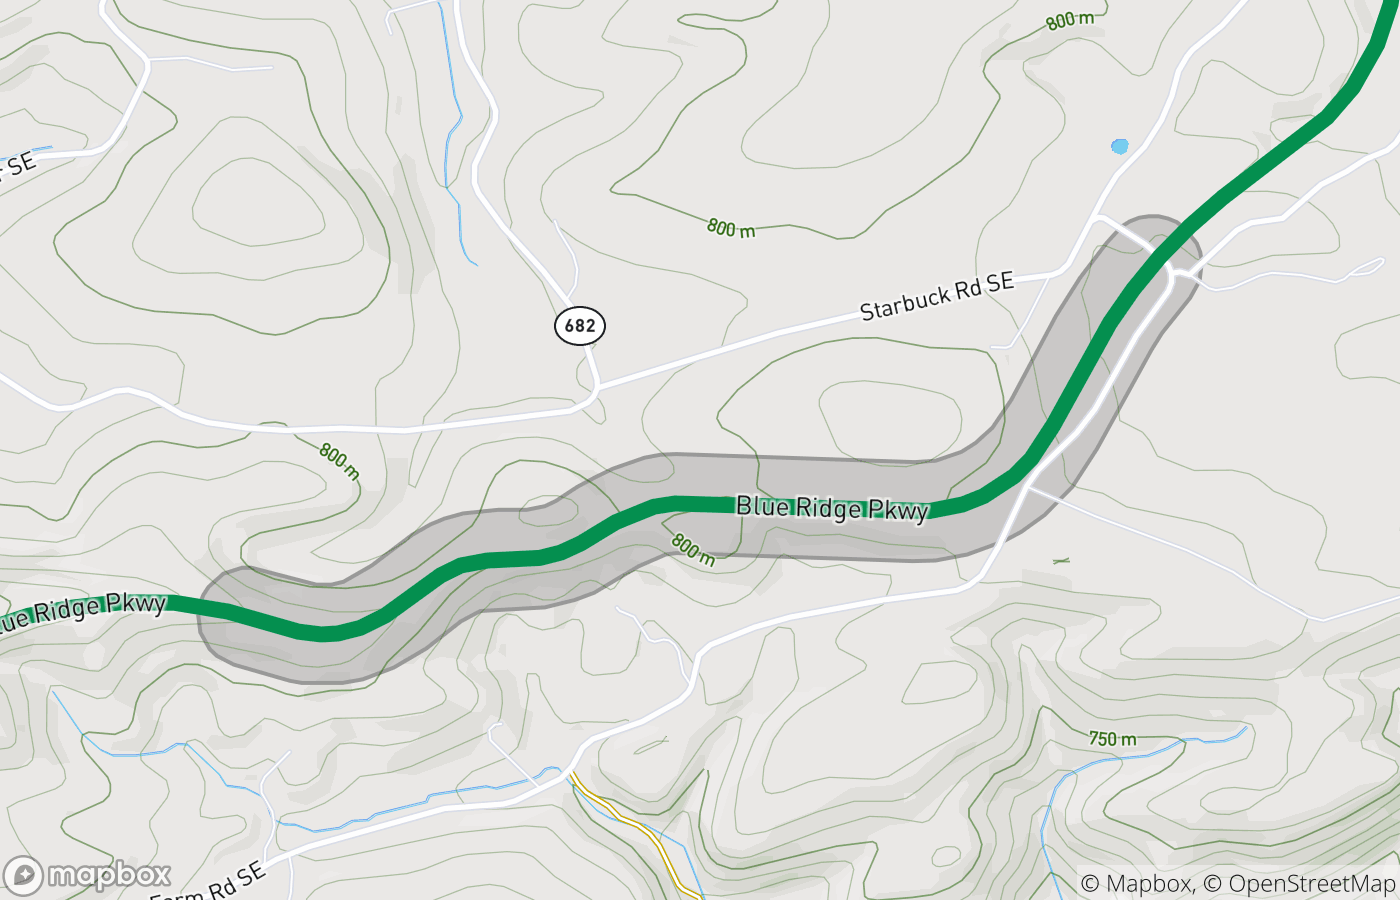 800 m
SE
800 m
Starbuck Rd SE
682
800 m
Blue Ridge Pkwy
800 m
Ridge Pkwy
750 m
mapbox
Farm Rd SE
© Mapbox, © OpenStreetMap